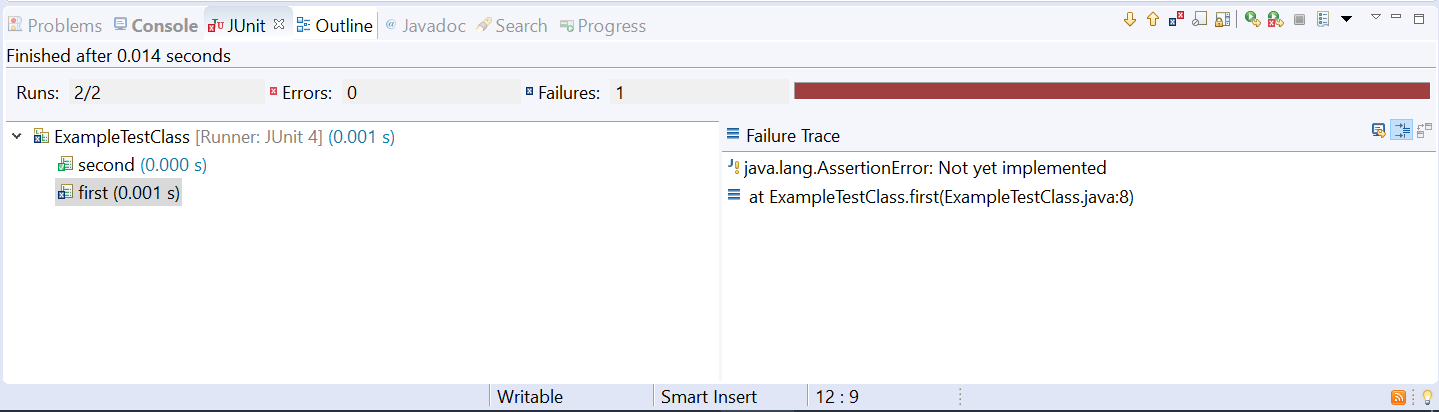 Problems Console JUnit Outline @ Javadoc Search Progress
Finished after 0.014 seconds
Runs: 2/2 Errors: 0 Failures: 1
ExampleTestClass [Runner: JUnit 4] (0.001 s)
second (0.000 s)
first (0.001 s)
Failure Trace
java.lang.AssertionError: Not yet implemented
at ExampleTestClass.first(ExampleTestClass.java:8)
Writable Smart Insert 12 : 9